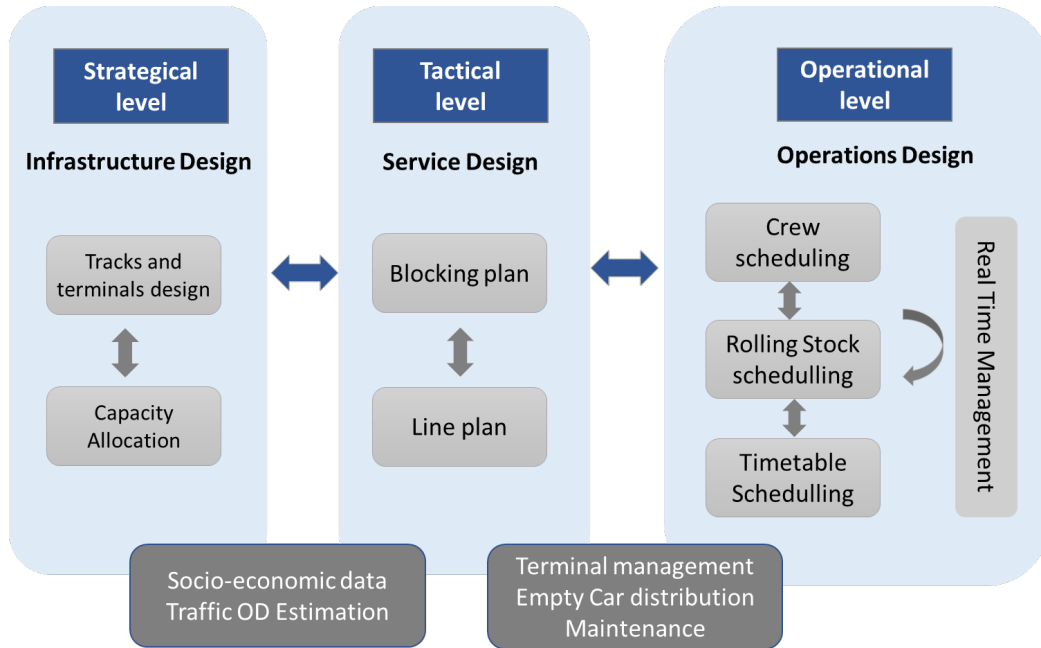 Strategical
level
Infrastructure Design
Tracks and
terminals design
Capacity
Allocation
Tactical
level
Service Design
Blocking plan
Line plan
Operational
level
Operations Design
Crew
scheduling
Rolling Stock
schedulling
Timetable
Schedulling
Real Time Management
Socio-economic data
Traffic OD Estimation
Terminal management
Empty Car distribution
Maintenance